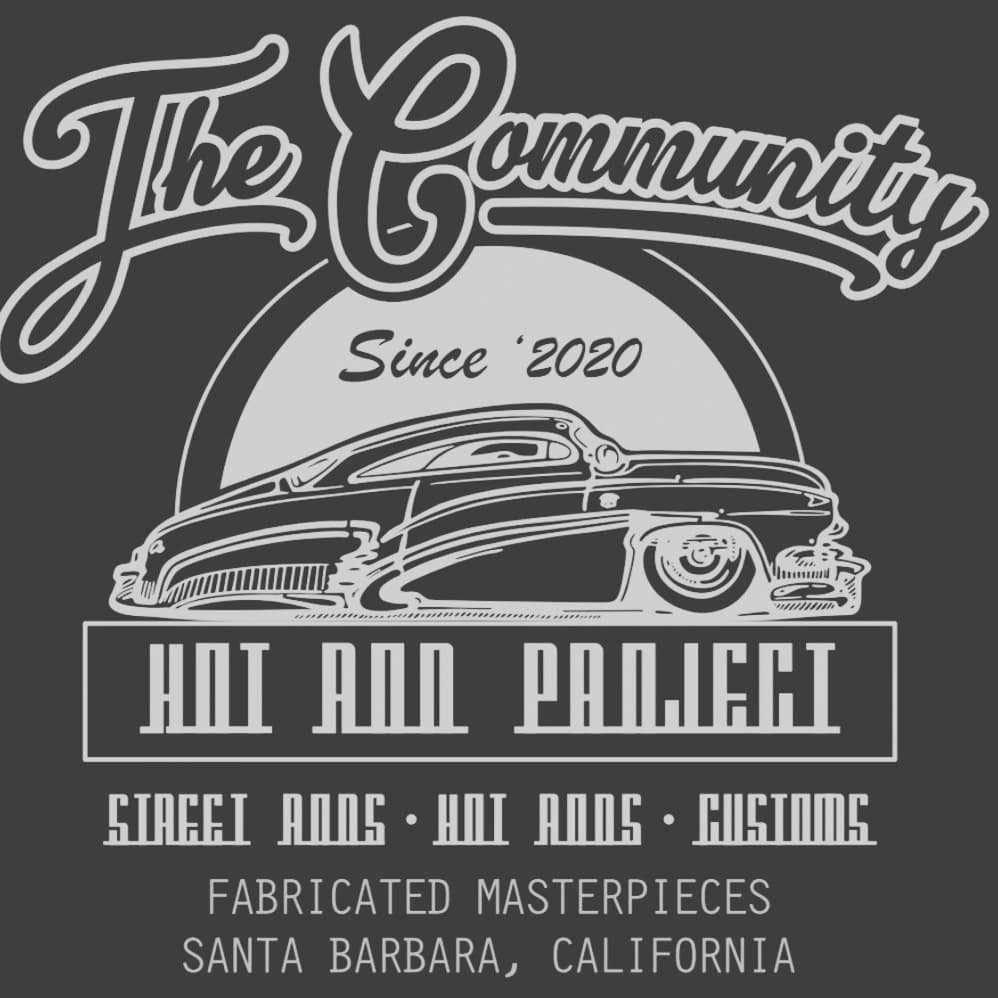 The Community
Since '2020
HOT ROD PROJECT
STREET RODS · HOT RODS · CUSTOMS
FABRICATED MASTERPIECES
SANTA BARBARA, CALIFORNIA